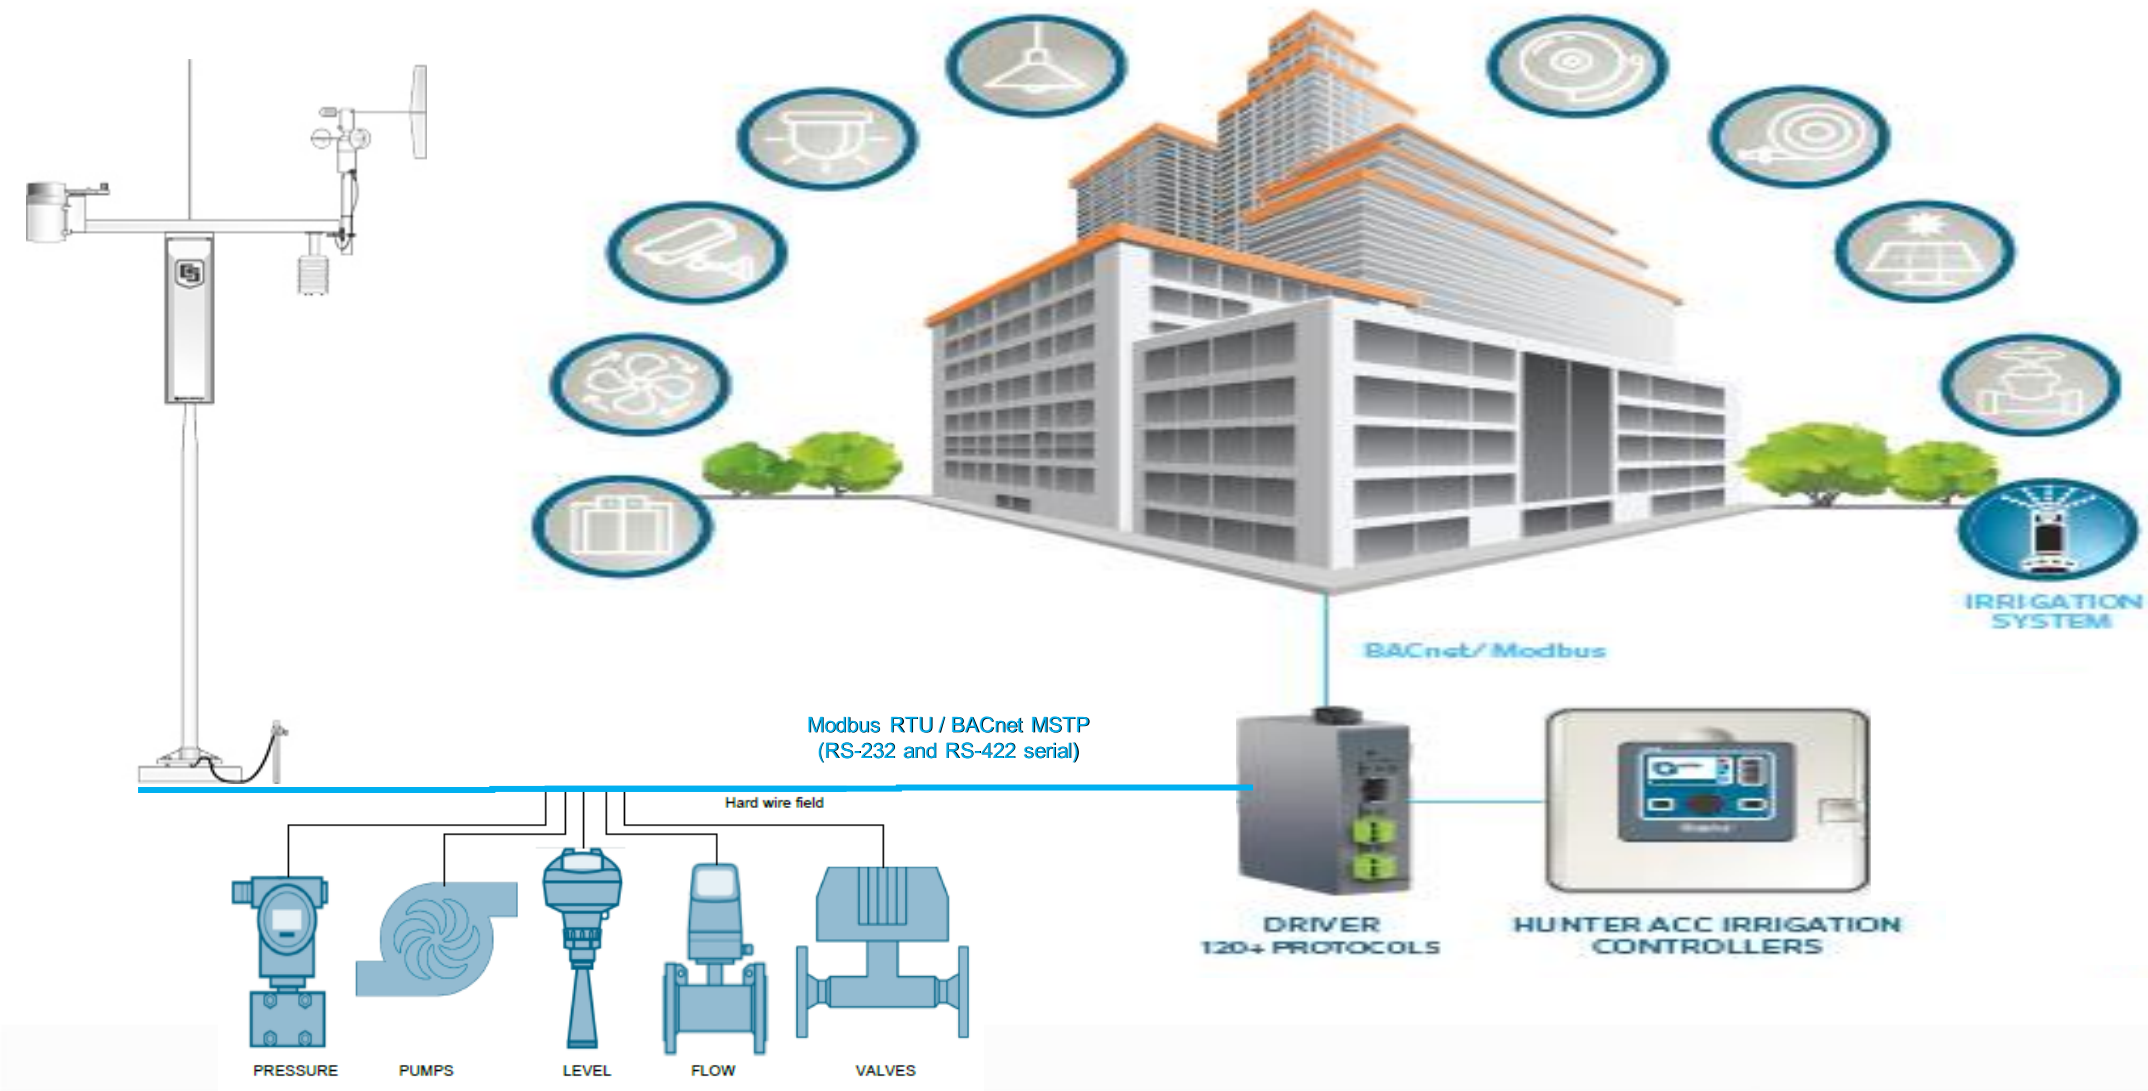 IRRIGATION
SYSTEM
BACnet/ Modbus
Modbus RTU / BACnet MSTP
(RS-232 and RS-422 serial)
Hard wire field
DRIVER
120+ PROTOCOLS
HUNTER ACC IRRIGATION
CONTROLLERS
PRESSURE
PUMPS
LEVEL
FLOW
VALVES